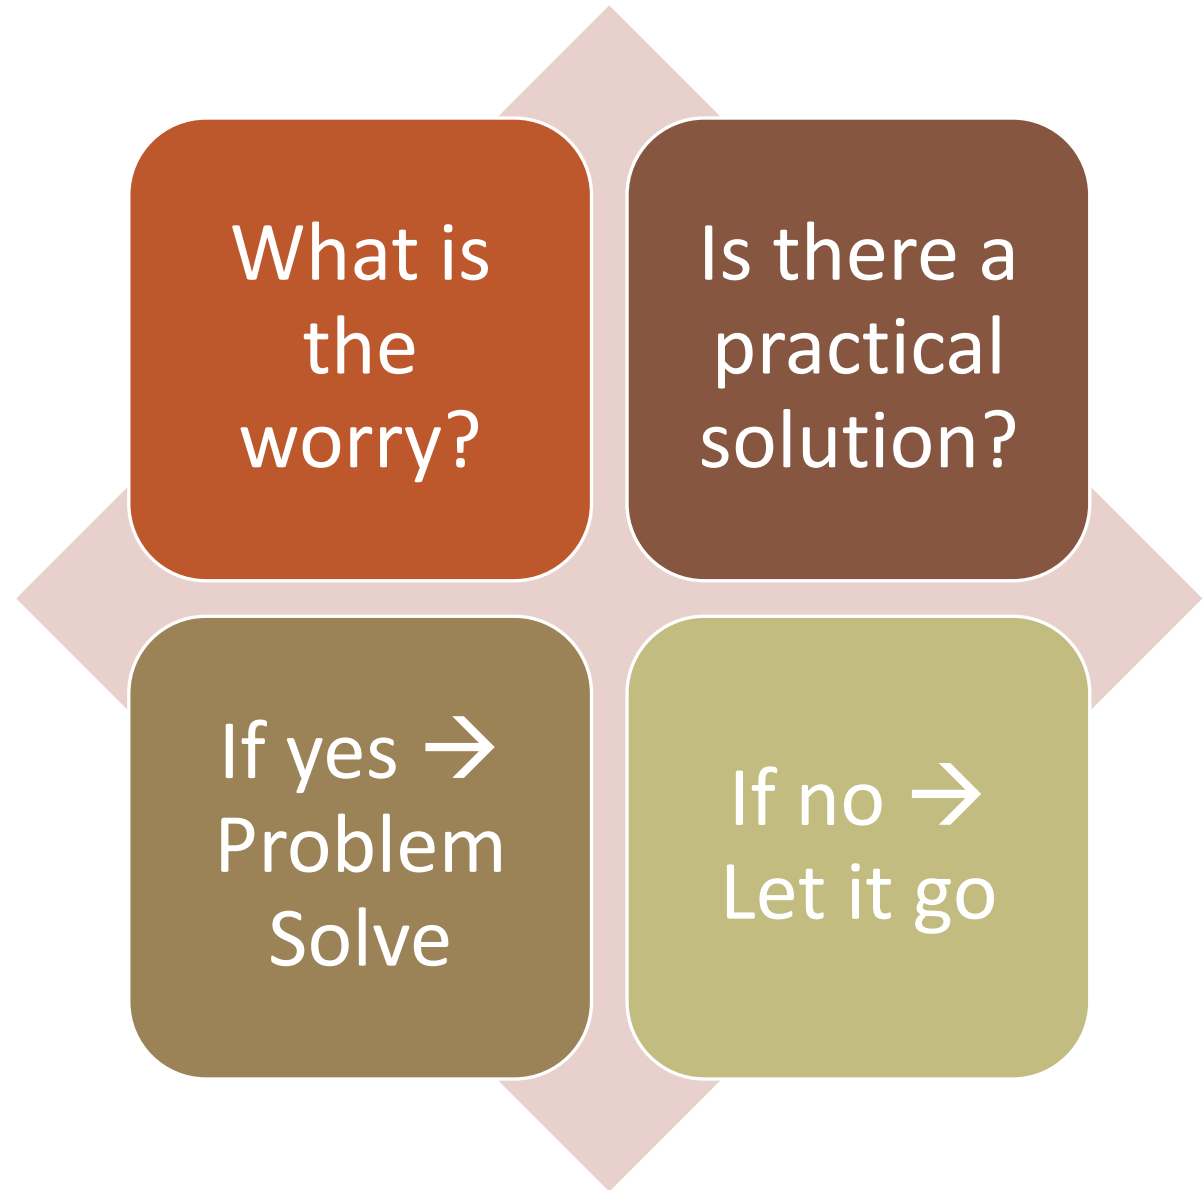 What is
the
worry?
Is there a
practical
solution?
If yes →
Problem
Solve
If no →
Let it go